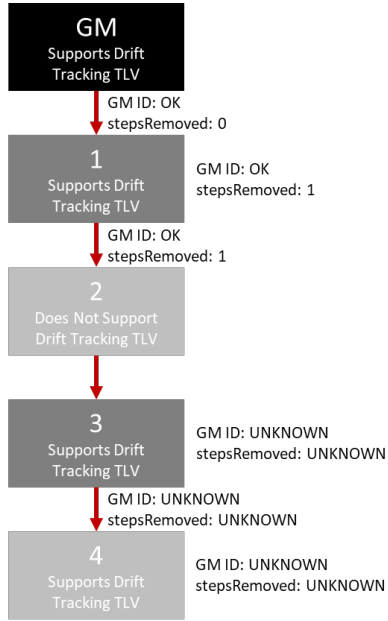 GM
Supports Drift
Tracking TLV
GM ID: OK
stepsRemoved: 0
1
Supports Drift
Tracking TLV
GM ID: OK
stepsRemoved: 1
GM ID: OK
stepsRemoved: 1
2
Does Not Support
Drift Tracking TLV
3
Supports Drift
Tracking TLV
GM ID: UNKNOWN
stepsRemoved: UNKNOWN
GM ID: UNKNOWN
stepsRemoved: UNKNOWN
4
Supports Drift
Tracking TLV
GM ID: UNKNOWN
stepsRemoved: UNKNOWN